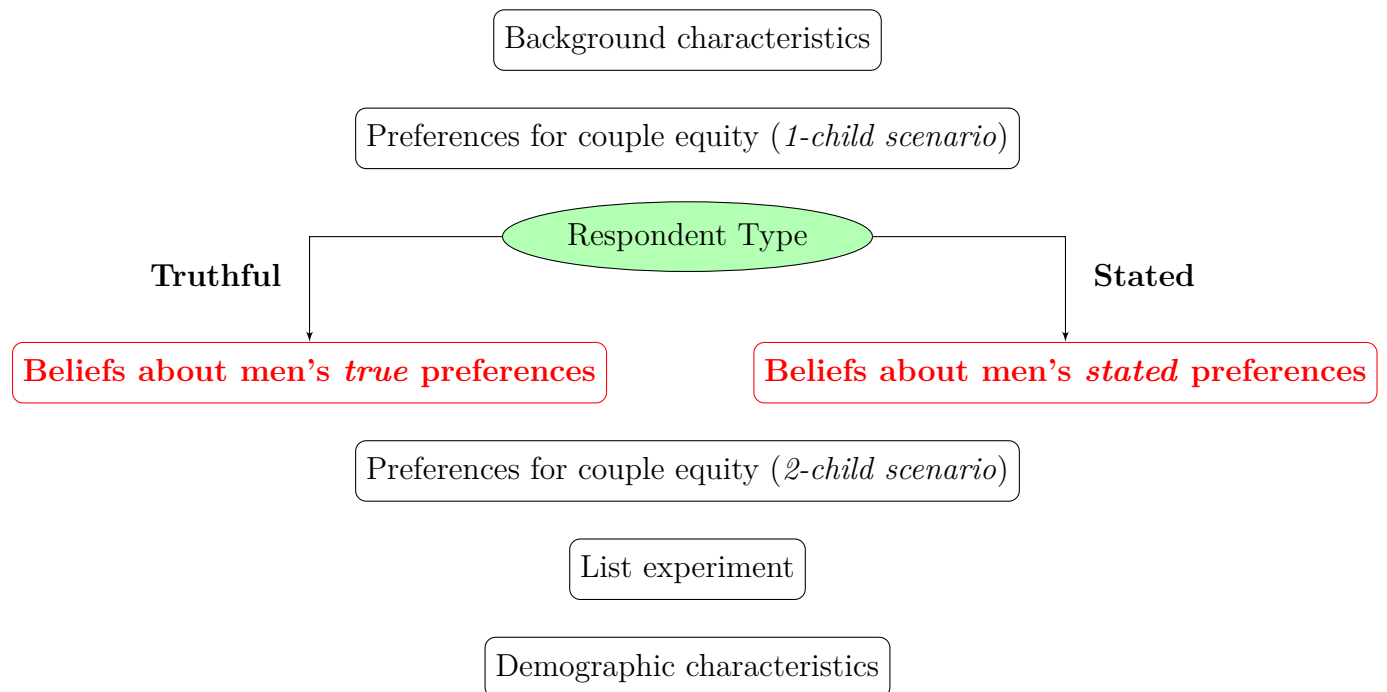 Background characteristics
Preferences for couple equity (1-child scenario)
Respondent Type
Truthful
Stated
Beliefs about men's true preferences
Beliefs about men's stated preferences
Preferences for couple equity (2-child scenario)
List experiment
Demographic characteristics